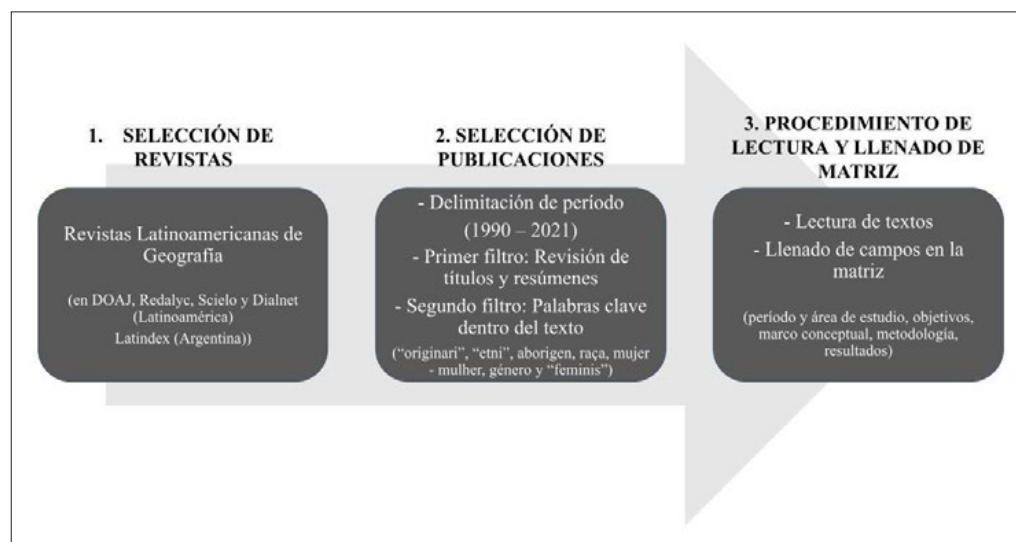 1. SELECCIÓN DE
REVISTAS
Revistas Latinoamericanas de
Geografía
(en DOAJ, Redalyc, Scielo y Dialnet
(Latinoamérica)
Latindex (Argentina))
2. SELECCIÓN DE
PUBLICACIONES
- Delimitación de período
(1990 – 2021)
- Primer filtro: Revisión de
títulos y resúmenes
- Segundo filtro: Palabras clave
dentro del texto
(“originari”, “etni”, aborigen, raça, mujer
- mulher, género y “feminis”)
3. PROCEDIMIENTO DE
LECTURA Y LLENADO DE
MATRIZ
- Lectura de textos
- Llenado de campos en la
matriz
(período y área de estudio, objetivos,
marco conceptual, metodología,
resultados)